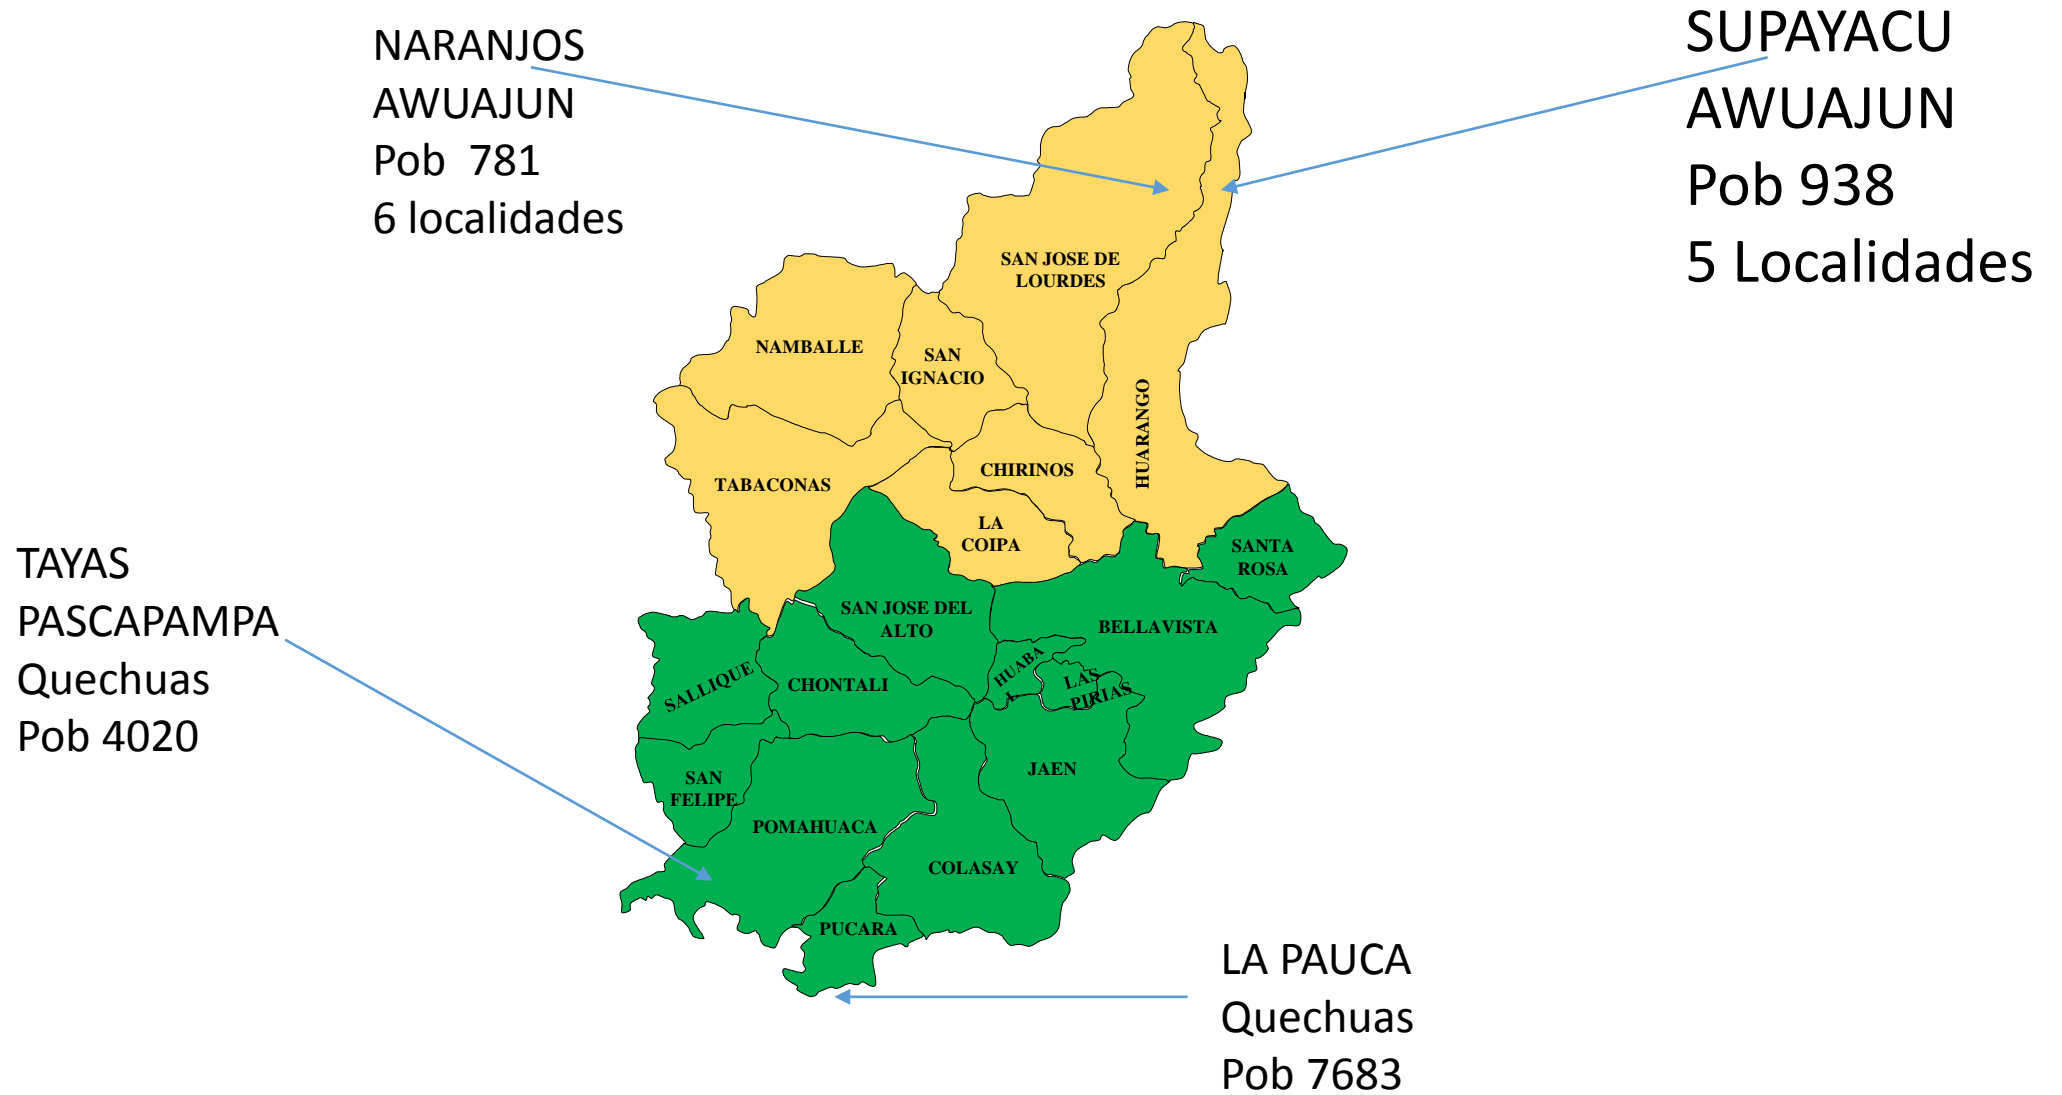 NARANJOS
AWUAJUN
Pob  781
6 localidades
SUPAYACU
AWUAJUN
Pob 938
5 Localidades
SAN JOSE DE
LOURDES
NAMBALLE
SAN
IGNACIO
HUARANGO
CHIRINOS
TABACONAS
LA
COIPA
SANTA
ROSA
TAYAS
PASCAPAMPA
Quechuas
Pob 4020
SAN JOSE DEL
ALTO
BELLAVISTA
HUABA
I
LAS
PIRIAS
SALLIQUE
CHONTALI
JAEN
SAN
FELIPE
POMAHUACA
COLASAY
PUCARA
LA PAUCA
Quechuas
Pob 7683